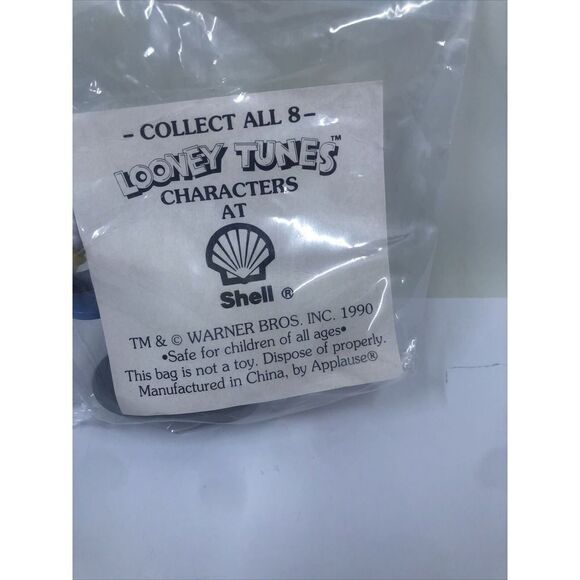 - COLLECT ALL 8 -
LOONEY TUNES™
CHARACTERS
AT
Shell ®
TM & © WARNER BROS. INC. 1990
•Safe for children of all ages•
This bag is not a toy. Dispose of properly.
Manufactured in China, by Applause®